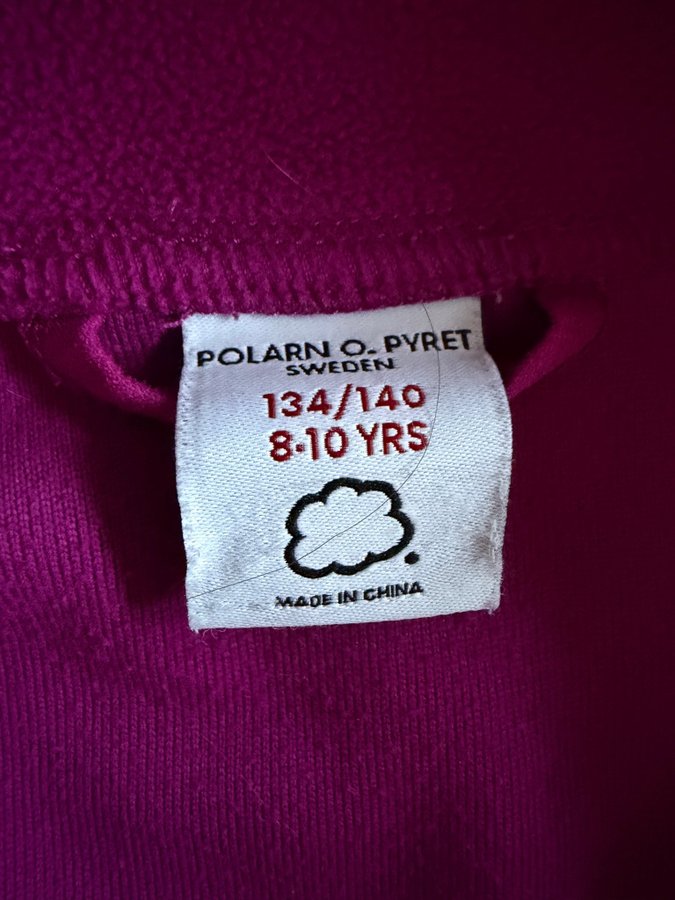 POLARN O. PYRET
SWEDEN
134/140
8-10 YRS
MADE IN CHINA